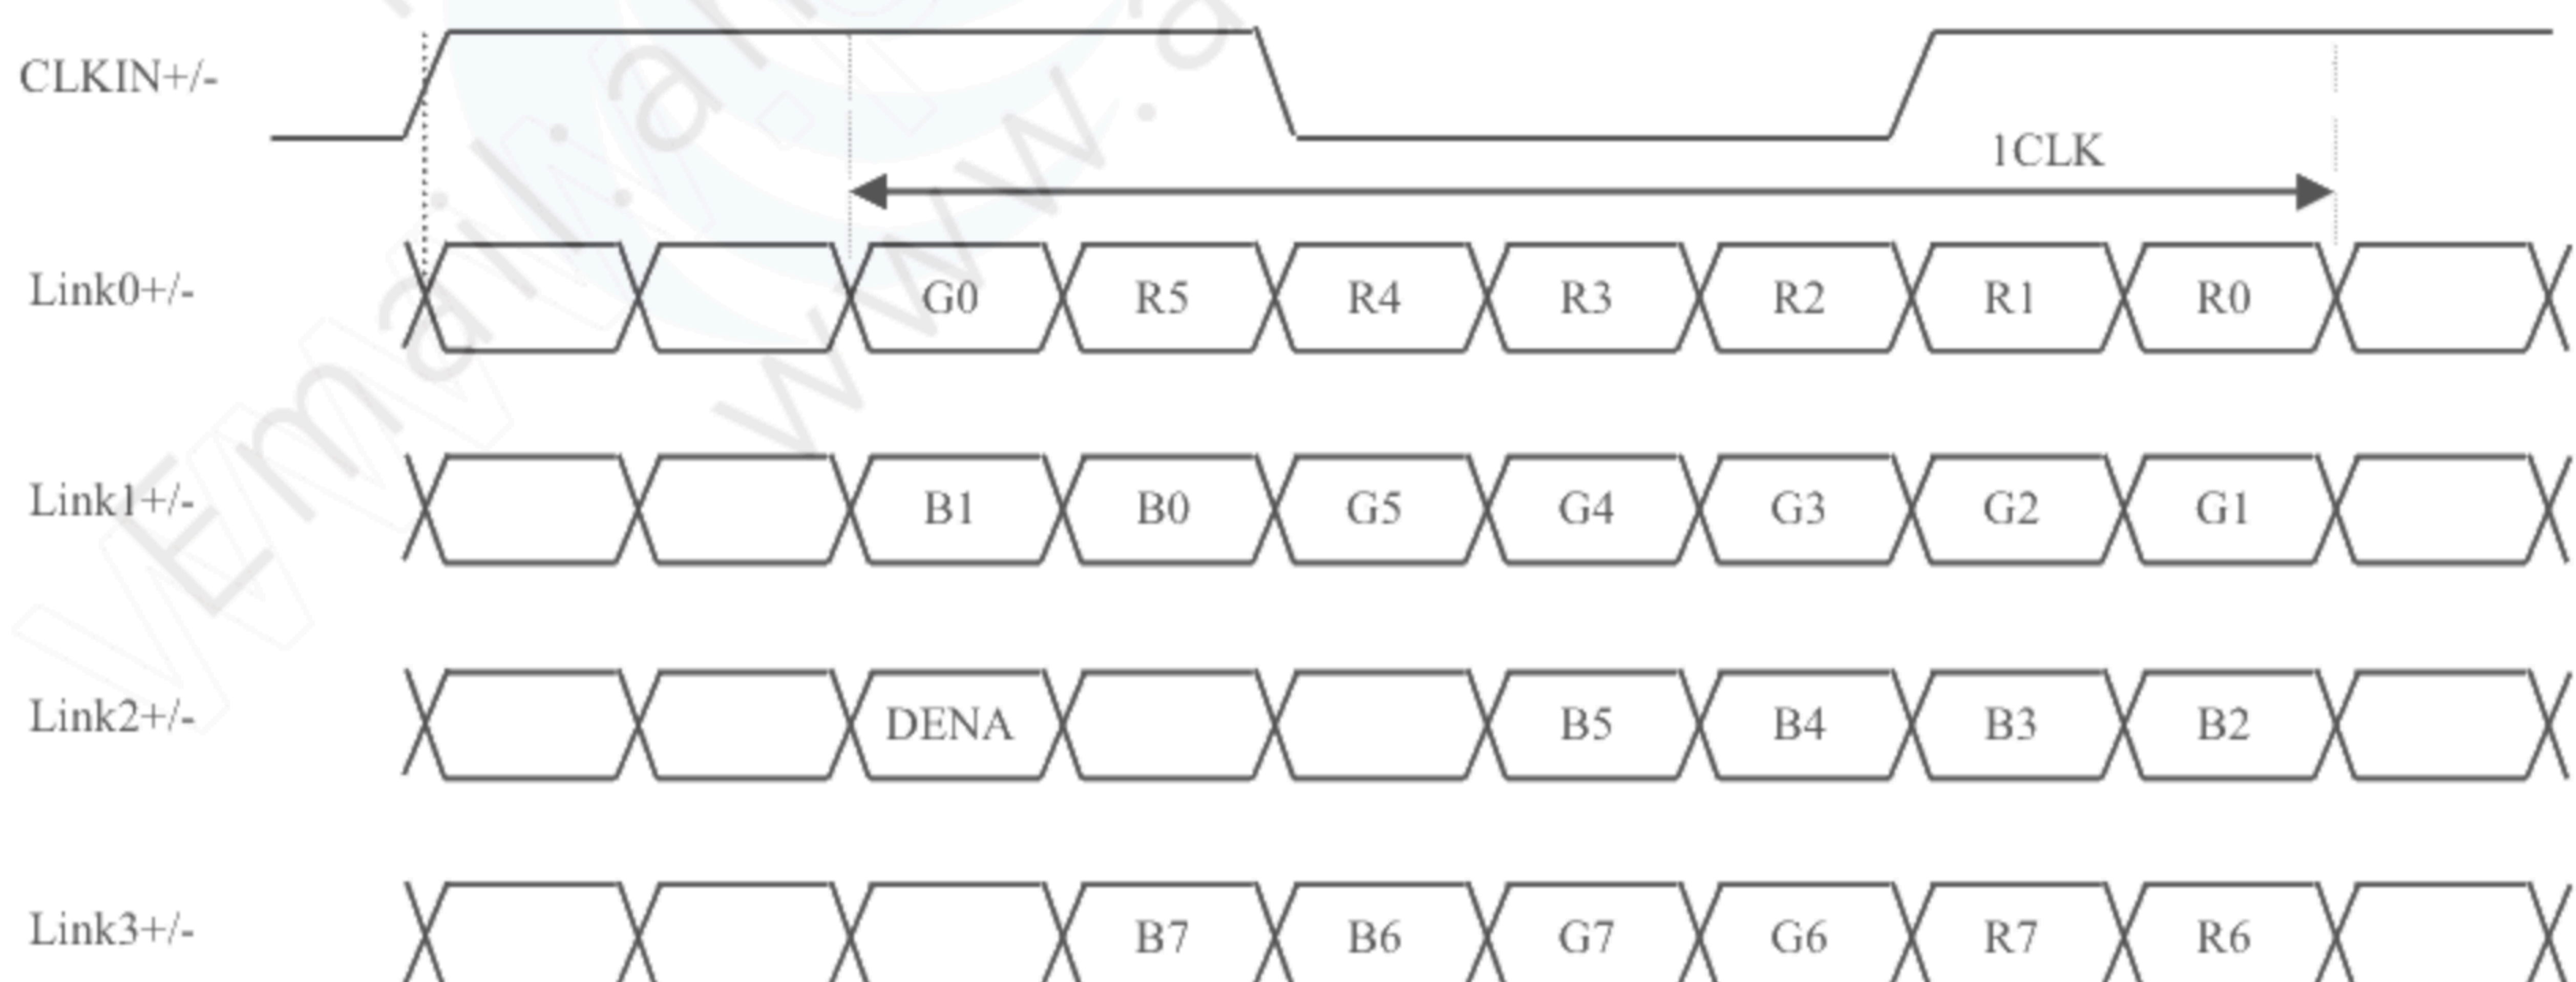 CLKIN+/-
1CLK
Link0+/- G0 R5 R4 R3 R2 R1 R0
Link1+/- B1 B0 G5 G4 G3 G2 G1
Link2+/- DENA B5 B4 B3 B2
Link3+/- B7 B6 G7 G6 R7 R6